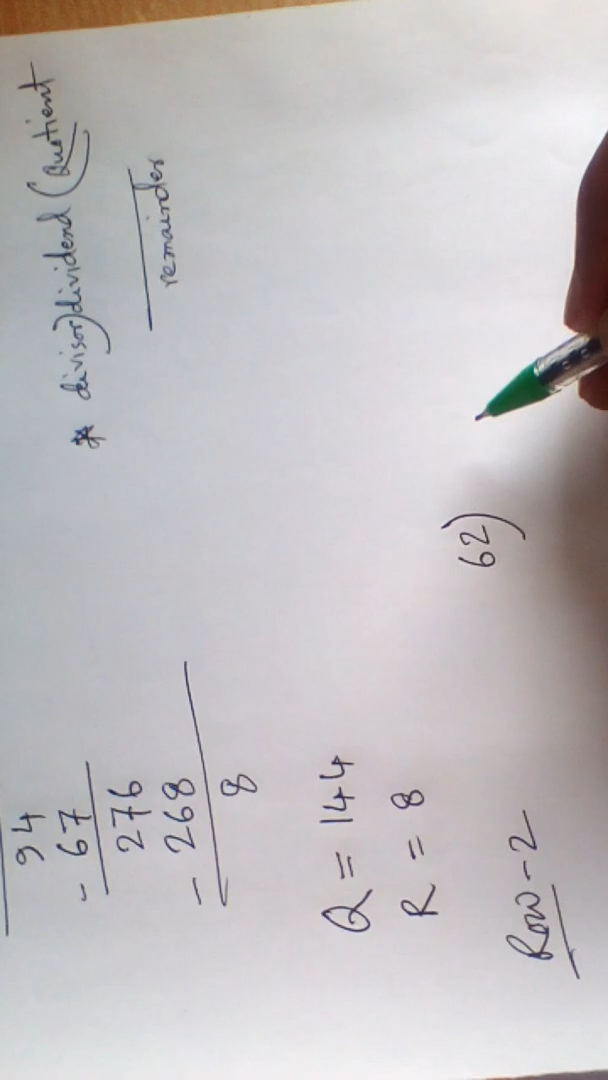 * divisor)dividend(Quotient
remainder
94
- 67
276
- 268
8
Q = 144
R = 8
Row-2
62)